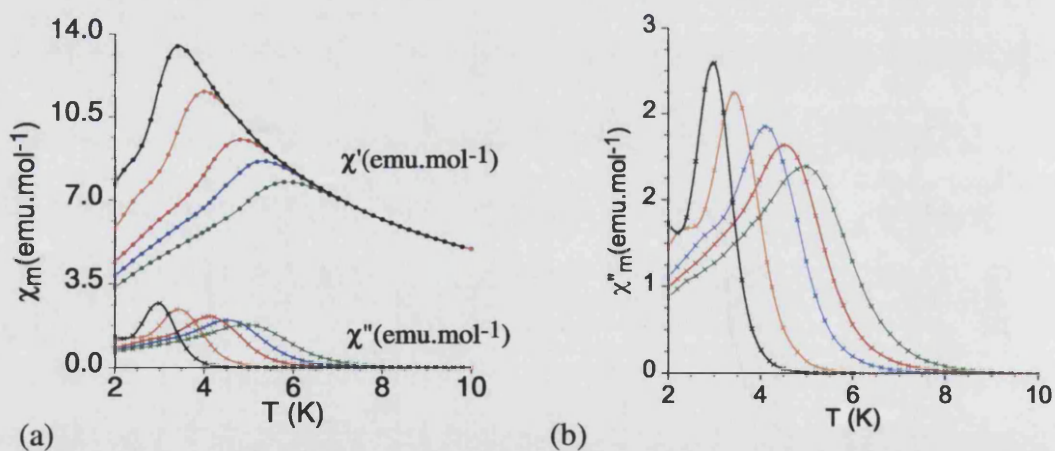 14.0
10.5
7.0
3.5
0.0
χm(emu.mol-1)
χ'(emu.mol-1)
χ"(emu.mol-1)
2 4 6 8 10
T (K)
(a)
3
2
2
1
1
0
χ"m(emu.mol-1)
2 4 6 8 10
T (K)
(b)